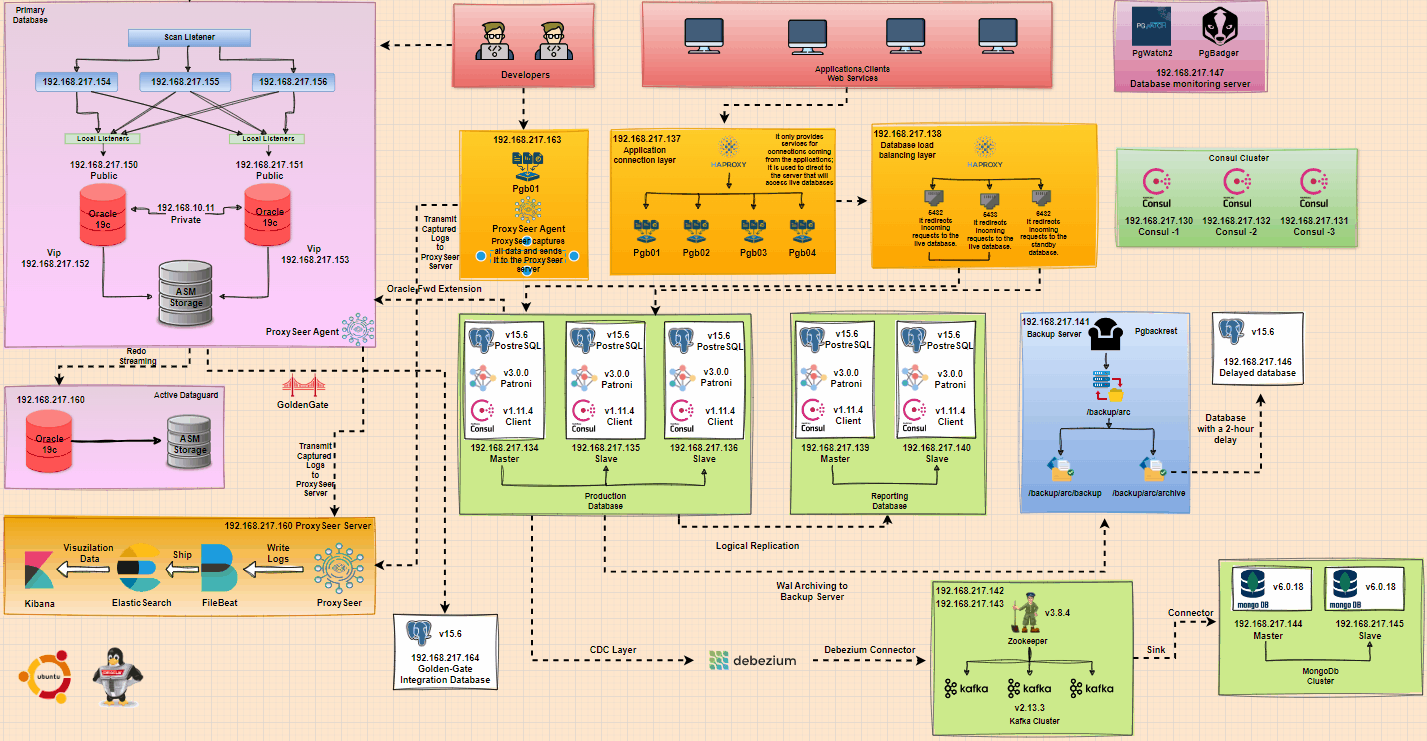 Primary
Database
Scan Listener
192.168.217.154
192.168.217.155
192.168.217.156
Local Listeners
Local Listeners
192.168.217.150
Public
192.168.217.151
Public
Oracle
19c
192.168.10.11
Private
Oracle
19c
Vip
192.168.217.152
Vip
192.168.217.153
ASM
Storage
ProxySeer Agent
Developers
Applications,Clients
Web Services
PGWATCH
PgWatch2
PgBadger
192.168.217.147
Database monitoring server
192.168.217.163
Pgb01
ProxySeer Agent
ProxySeer captures
all data and sends
it to the ProxySeer
server
192.168.217.137
Application
connection layer
HAPROXY
It only provides
services for
connections coming
from the applications;
it is used to direct to
the server that will
access live databases
Pgb01
Pgb02
Pgb03
Pgb04
192.168.217.138
Database load
balancing layer
HAPROXY
5432
It redirects
incoming
requests to the
live database.
5433
It redirects
incoming
requests to the
live database.
6432
It redirects
incoming
requests to the
standby
database.
Consul Cluster
Consul
Consul
Consul
192.168.217.130
Consul -1
192.168.217.132
Consul -2
192.168.217.131
Consul -3
Transmit
Captured
Logs
to
ProxySeer
Server
Oracle Fwd Extension
Redo
Streaming
192.168.217.160
Active Dataguard
Oracle
19c
ASM
Storage
GoldenGate
Transmit
Captured
Logs
to
ProxySeer
Server
v15.6
PostreSQL
v3.0.0
Patroni
v1.11.4
Client
Consul
192.168.217.134
Master
v15.6
PostreSQL
v3.0.0
Patroni
v1.11.4
Client
Consul
192.168.217.135
Slave
v15.6
PostreSQL
v3.0.0
Patroni
v1.11.4
Client
Consul
192.168.217.136
Slave
Production
Database
v15.6
PostreSQL
v3.0.0
Patroni
v1.11.4
Client
Consul
192.168.217.139
Master
v15.6
PostreSQL
v3.0.0
Patroni
v1.11.4
Client
Consul
192.168.217.140
Slave
Reporting
Database
192.168.217.141
Backup Server
Pgbackrest
/backup/arc
/backup/arc/backup
/backup/arc/archive
v15.6
192.168.217.146
Delayed database
Database
with a 2-hour
delay
192.168.217.160 ProxySeer Server
Visuzilation
Data
Ship
Write
Logs
Kibana
ElasticSearch
FileBeat
ProxySeer
Logical Replication
Wal Archiving to
Backup Server
v15.6
192.168.217.164
Golden-Gate
Integration Database
ubuntu
ORACLE
CDC Layer
debezium
Debezium Connector
192.168.217.142
192.168.217.143
v3.8.4
Zookeeper
kafka
kafka
kafka
v2.13.3
Kafka Cluster
Sink
Connector
mongo DB
v6.0.18
mongo DB
v6.0.18
192.168.217.144
Master
192.168.217.145
Slave
MongoDb
Cluster